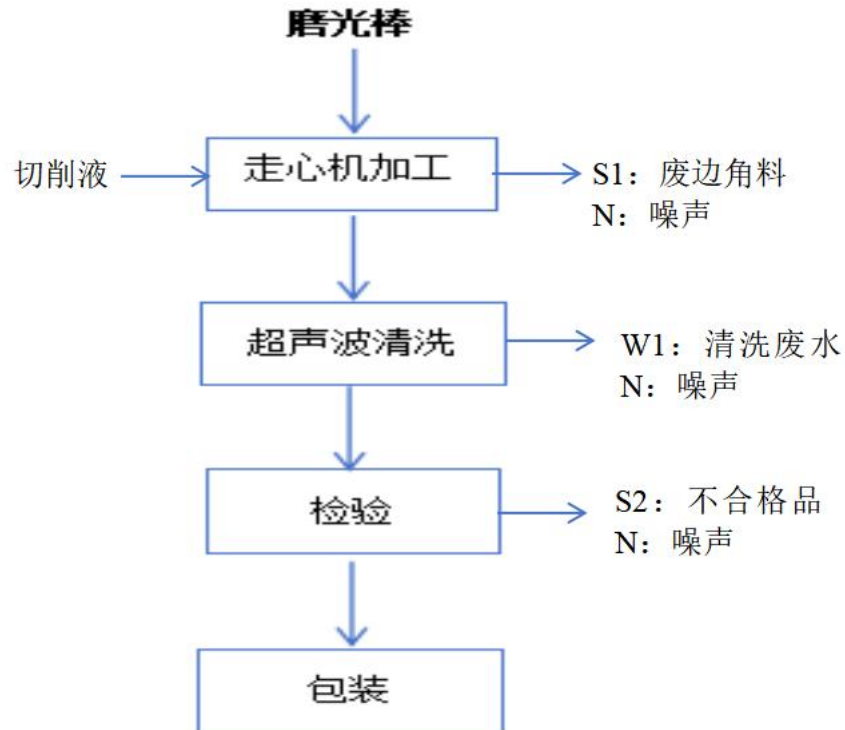 磨光棒
切削液
走心机加工
S1：废边角料
N：噪声
超声波清洗
W1：清洗废水
N：噪声
检验
S2：不合格品
N：噪声
包装